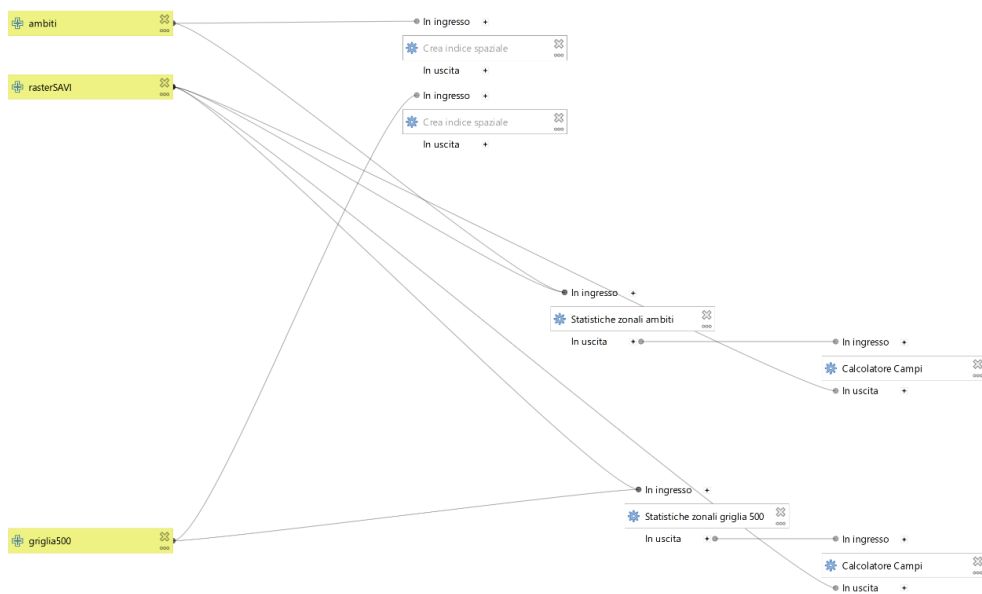 ambiti
In ingresso
Crea indice spaziale
In uscita
rasterSAVI
In ingresso
Crea indice spaziale
In uscita
In ingresso
Statistiche zonali ambiti
In uscita
In ingresso
Calcolatore Campi
In uscita
In ingresso
Statistiche zonali griglia 500
In uscita
griglia500
In ingresso
Calcolatore Campi
In uscita